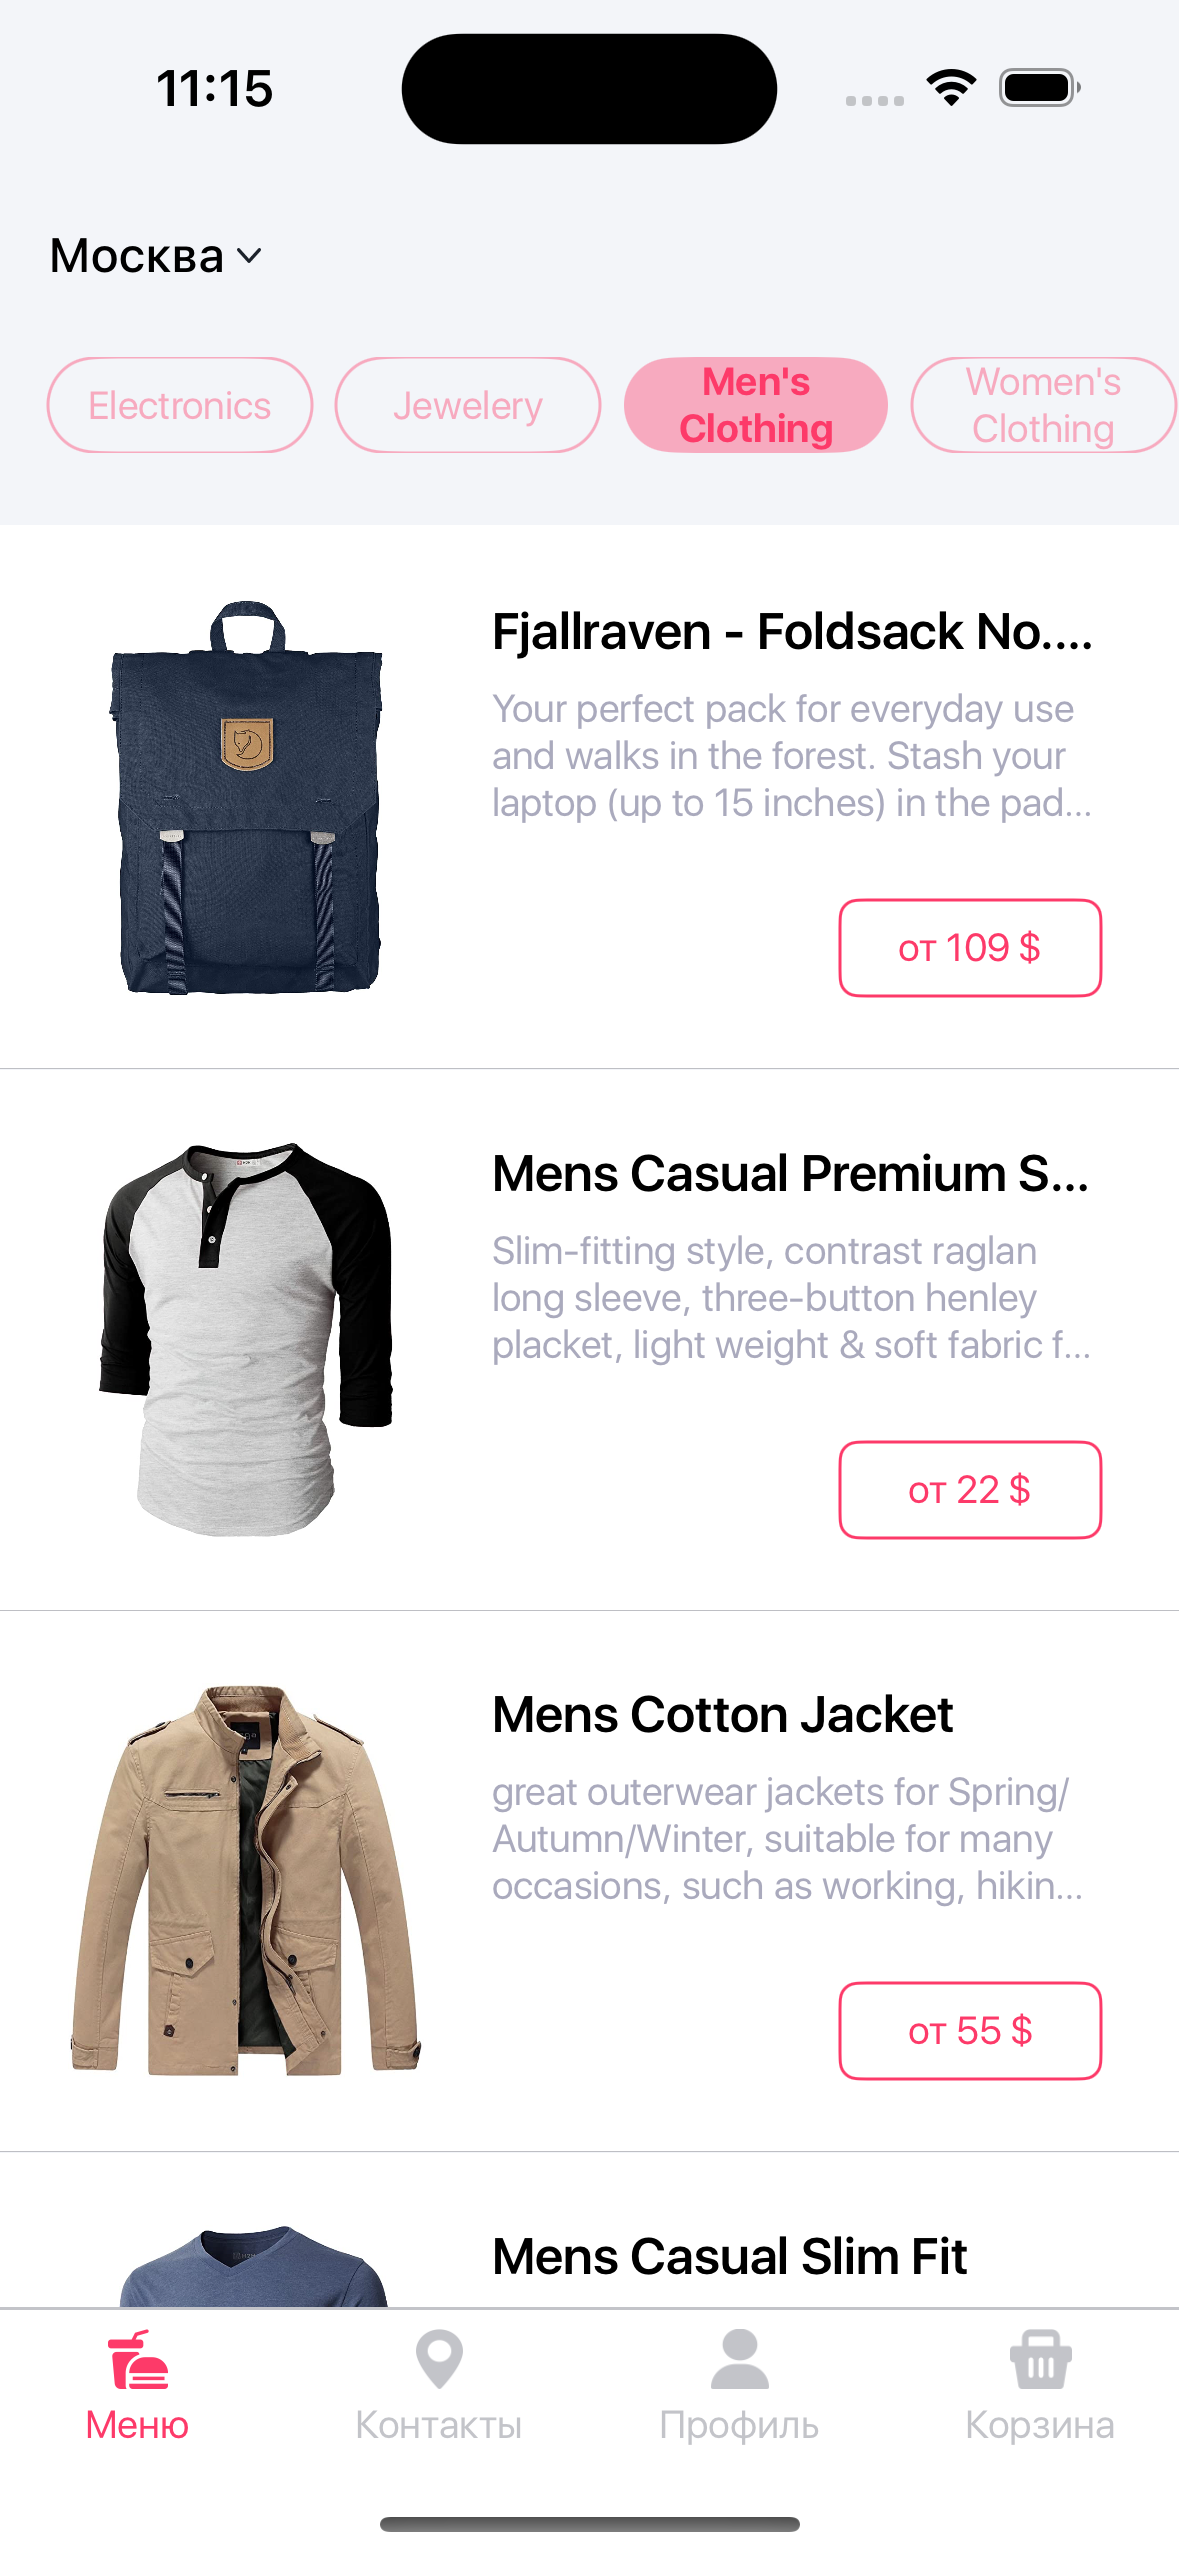 11:15
Москва
Electronics
Jewelery
Men's
Clothing
Women's
Clothing
Fjallraven - Foldsack No....
Your perfect pack for everyday use
and walks in the forest. Stash your
laptop (up to 15 inches) in the pad...
от 109 $
Mens Casual Premium S...
Slim-fitting style, contrast raglan
long sleeve, three-button henley
placket, light weight & soft fabric f...
от 22 $
Mens Cotton Jacket
great outerwear jackets for Spring/
Autumn/Winter, suitable for many
occasions, such as working, hikin...
от 55 $
Mens Casual Slim Fit
Меню
Контакты
Профиль
Корзина